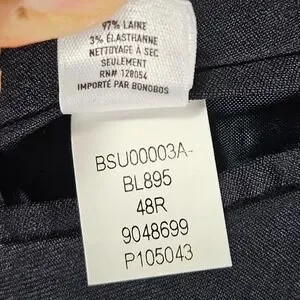 97% LAINE
3% ÉLASTHANNE
NETTOYAGE À SEC
SEULEMENT
RN# 128054
IMPORTÉ PAR BONOBOS
BSU00003A-
BL895
48R
9048699
P105043